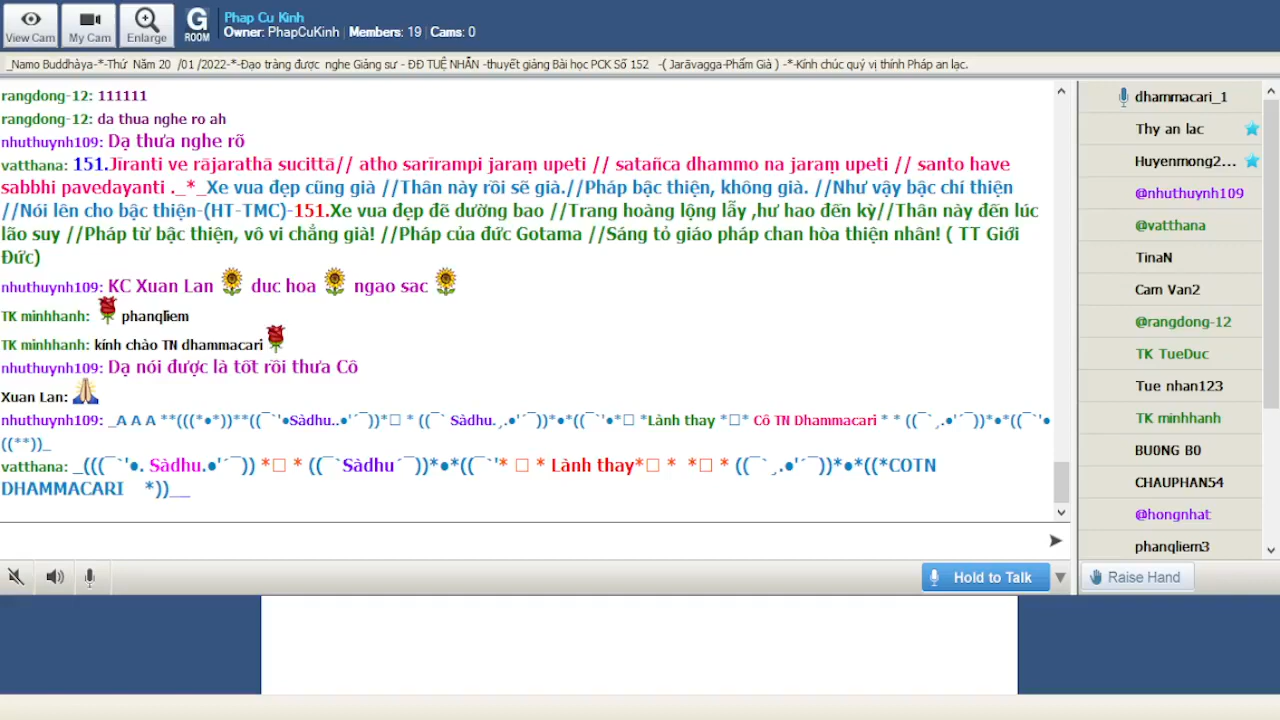 View Cam
My Cam
Enlarge
G ROOM
Phap Cu Kinh
Owner: PhapCuKinh | Members: 19 | Cams: 0
_Namo Buddhàya-*-Thứ Năm 20 /01 /2022-*-Đạo tràng được nghe Giảng sư - ĐĐ TUỆ NHẪN -thuyết giảng Bài học PCK Số 152 -( Jarāvagga-Phẩm Già ) -*-Kính chúc quý vị thính Pháp an lạc.
rangdong-12: 111111
rangdong-12: da thua nghe ro ah
nhuthuynh109: Dạ thưa nghe rõ
vatthana: 151.Jīranti ve rājarathā sucittā// atho sarīrampi jaraṃ upeti // satañca dhammo na jaraṃ upeti // santo have
sabbhi pavedayanti ._*_Xe vua đẹp cũng già //Thân này rồi sẽ già.//Pháp bậc thiện, không già. //Như vậy bậc chí thiện
//Nói lên cho bậc thiện-(HT-TMC)-151.Xe vua đẹp đẽ dường bao //Trang hoàng lộng lẫy ,hư hao đến kỳ//Thân này đến lúc
lão suy //Pháp từ bậc thiện, vô vi chẳng già! //Pháp của đức Gotama //Sáng tỏ giáo pháp chan hòa thiện nhân! ( TT Giới
Đức)
nhuthuynh109: KC Xuan Lan 🌻 duc hoa 🌻 ngao sac 🌻
TK minhhanh: 🌹 phanqliem
TK minhhanh: kính chào TN dhammacari 🌹
nhuthuynh109: Dạ nói được là tốt rồi thưa Cô
Xuan Lan: 🙏
nhuthuynh109: _A A A **(((*●*))**((¯`'●Sàdhu..●'´¯))*□ * ((¯` Sàdhu.¸.●'´¯))*●*((¯`'●*□ *Lành thay *□* Cô TN Dhammacari * * ((¯`¸.●'´¯))*●*((¯`'●
((**))_
vatthana: _(((¯`'●. Sàdhu.●'´¯)) *□ * ((¯`Sàdhu´¯))*●*((¯`'* □ * Lành thay*□ * *□ * ((¯`¸.●'´¯))*●*((*COTN
DHAMMACARI *))__
Hold to Talk
dhammacari_1
Thy an lac
Huyenmong2...
@nhuthuynh109
@vatthana
TinaN
Cam Van2
@rangdong-12
TK TueDuc
Tue nhan123
TK minhhanh
BU0NG B0
CHAUPHAN54
@hongnhat
phanqliem3
Raise Hand